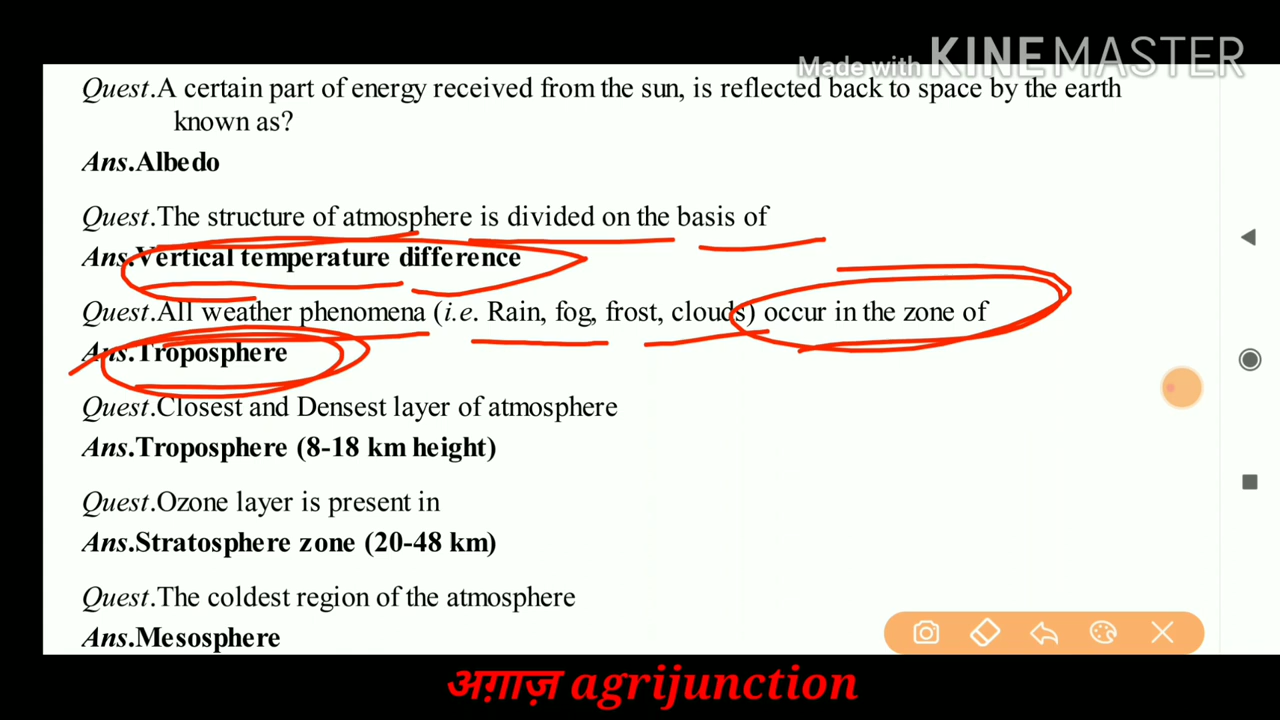 Made with KINEMASTER
Quest.A certain part of energy received from the sun, is reflected back to space by the earth
known as?
Ans.Albedo
Quest.The structure of atmosphere is divided on the basis of
Ans.Vertical temperature difference
Quest.All weather phenomena (i.e. Rain, fog, frost, clouds) occur in the zone of
Ans.Troposphere
Quest.Closest and Densest layer of atmosphere
Ans.Troposphere (8-18 km height)
Quest.Ozone layer is present in
Ans.Stratosphere zone (20-48 km)
Quest.The coldest region of the atmosphere
Ans.Mesosphere
अग़ाज़ agrijunction